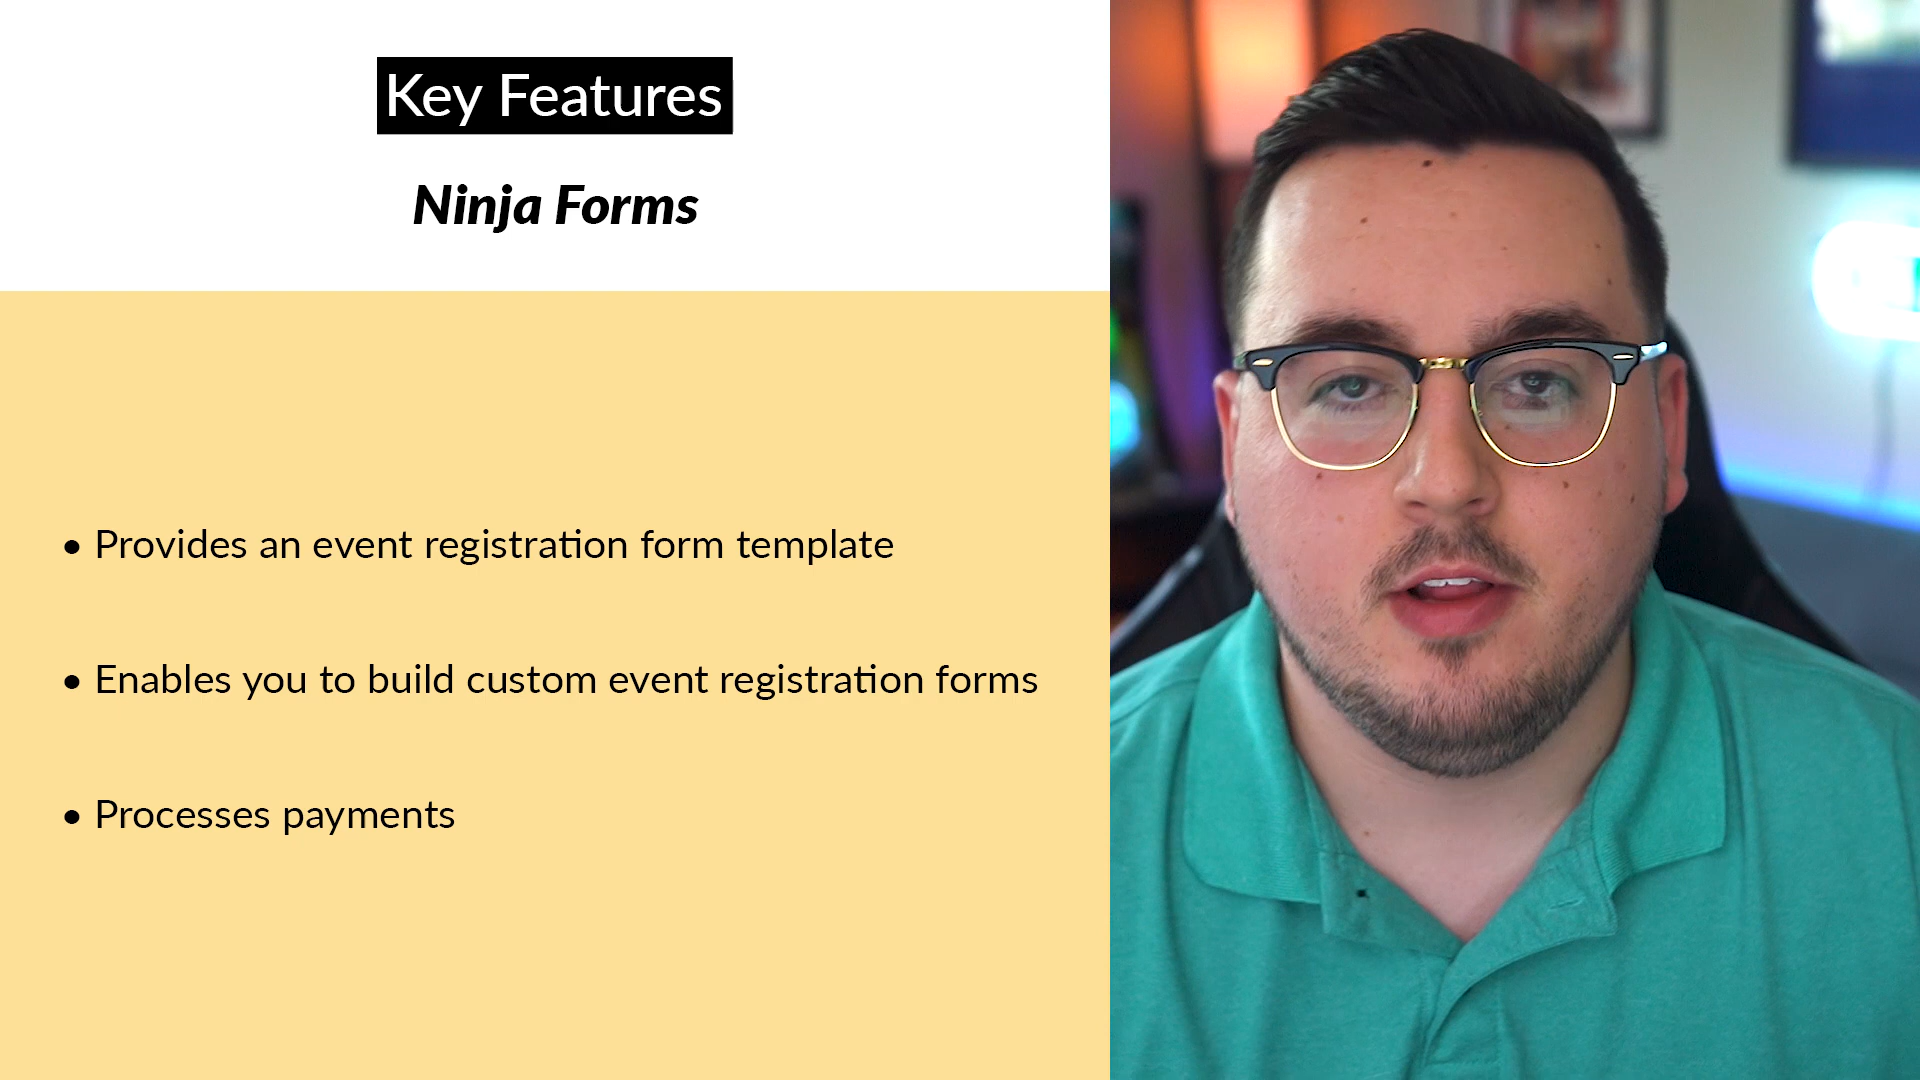 Key Features
Ninja Forms
• Provides an event registration form template
• Enables you to build custom event registration forms
• Processes payments